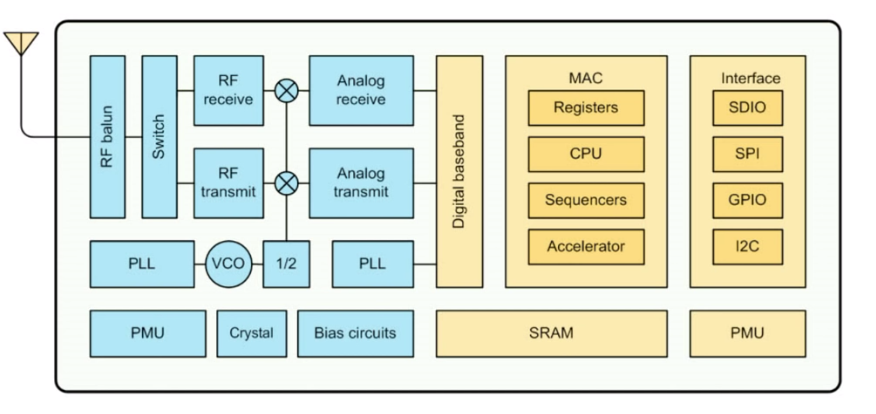 RF balun
Switch
RF
receive
Analog
receive
RF
transmit
Analog
transmit
Digital baseband
PLL
VCO
1/2
PLL
PMU
Crystal
Bias circuits
MAC
Registers
CPU
Sequencers
Accelerator
SRAM
Interface
SDIO
SPI
GPIO
I2C
PMU